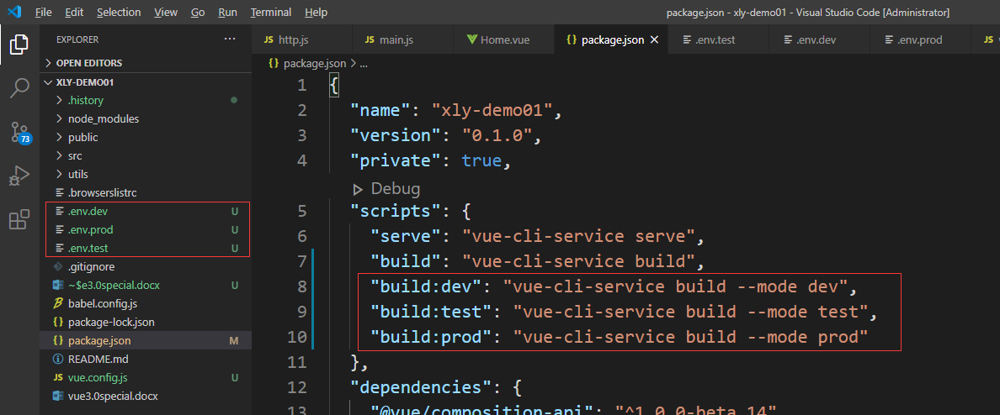 File Edit Selection View Go Run Terminal Help package.json - xly-demo01 - Visual Studio Code [Administrator]
EXPLORER ...
OPEN EDITORS
XLY-DEMO01
.history
node_modules
public
src
utils
.browserslistrc
.env.dev U
.env.prod U
.env.test U
.gitignore
~$e3.0special.docx U
babel.config.js
package-lock.json
package.json M
README.md
vue.config.js U
vue3.0special.docx
73
JS http.js JS main.js Home.vue {} package.json .env.test .env.dev .env.prod JS
{} package.json > ...
1 {
2 "name": "xly-demo01",
3 "version": "0.1.0",
4 "private": true,
Debug
5 "scripts": {
6 "serve": "vue-cli-service serve",
7 "build": "vue-cli-service build",
8 "build:dev": "vue-cli-service build --mode dev",
9 "build:test": "vue-cli-service build --mode test",
10 "build:prod": "vue-cli-service build --mode prod"
11 },
12 "dependencies": {
13 "@vue/composition-api": "^1.0.0-beta.14"